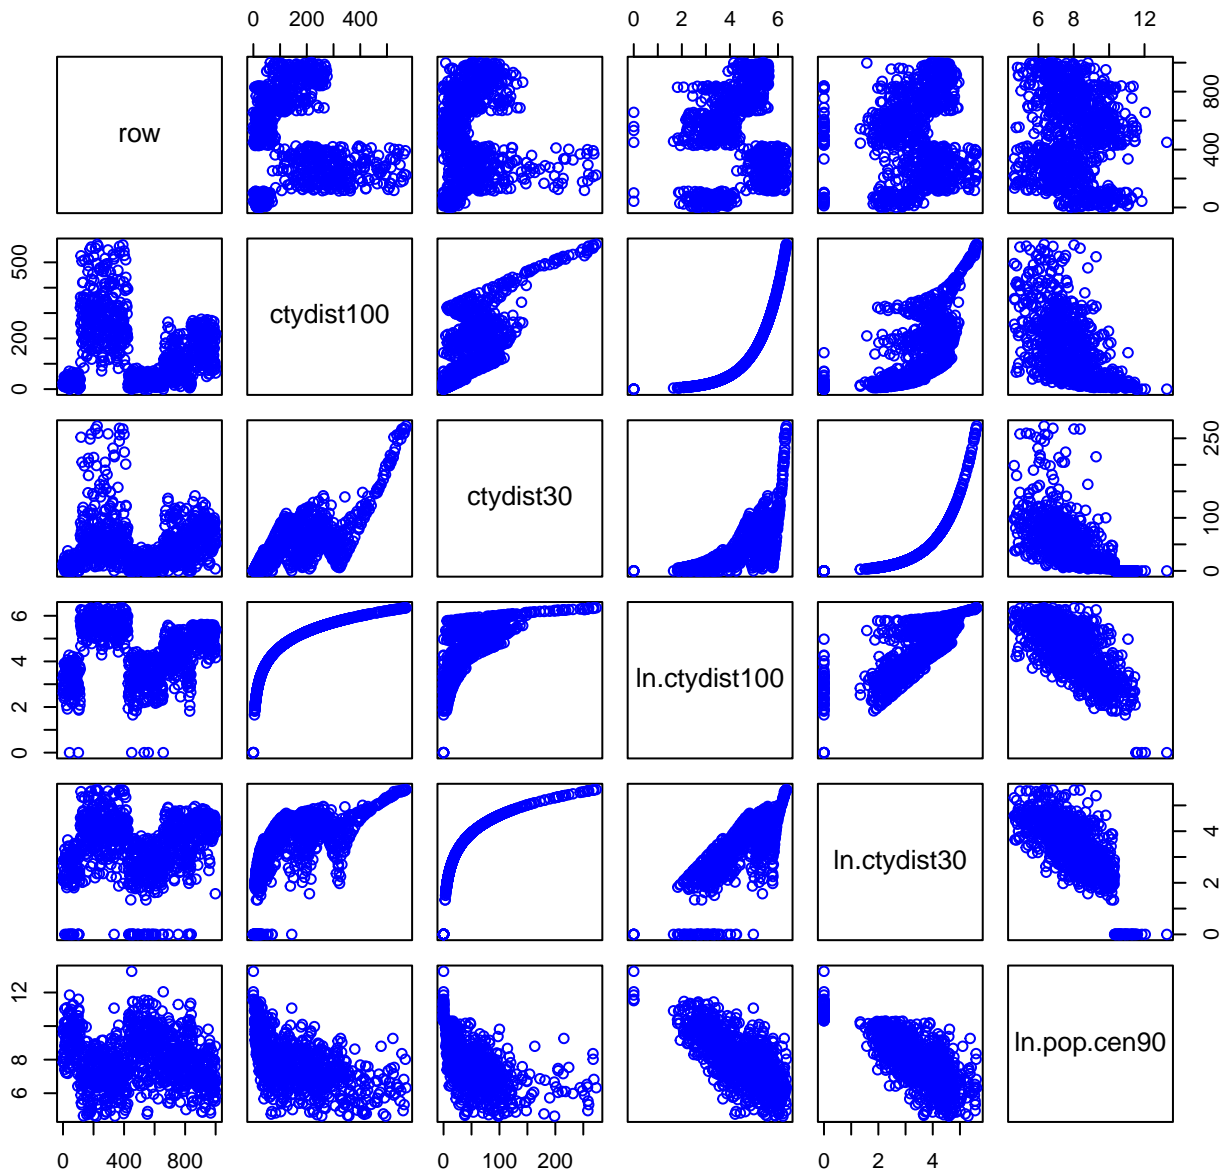 0 200 400 0 2 4 6 6 8 10 12
row 0 400 800
0 200 500 ctydist100
ctydist30 0 100 250
0 2 4 6 ln.ctydist100
ln.ctydist30 0 2 4
6 8 10 12 ln.pop.cen90
0 400 800 0 100 200 0 2 4